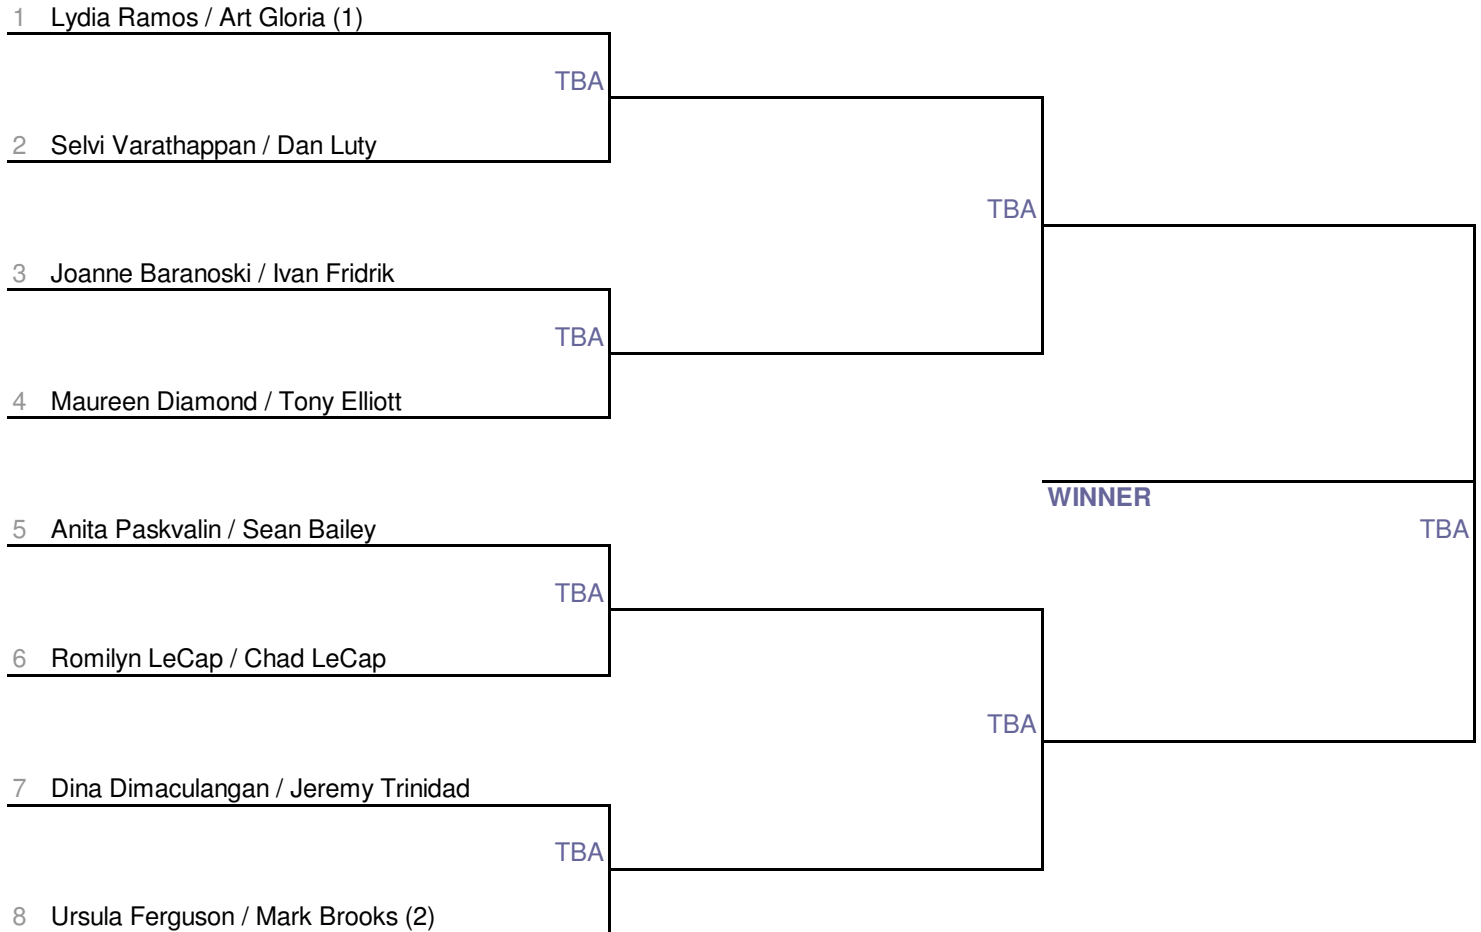 1 Lydia Ramos / Art Gloria (1)
TBA
2 Selvi Varathappan / Dan Luty
TBA
3 Joanne Baranoski / Ivan Fridrik
TBA
4 Maureen Diamond / Tony Elliott
WINNER
TBA
5 Anita Paskvalin / Sean Bailey
TBA
6 Romilyn LeCap / Chad LeCap
TBA
7 Dina Dimaculangan / Jeremy Trinidad
TBA
8 Ursula Ferguson / Mark Brooks (2)